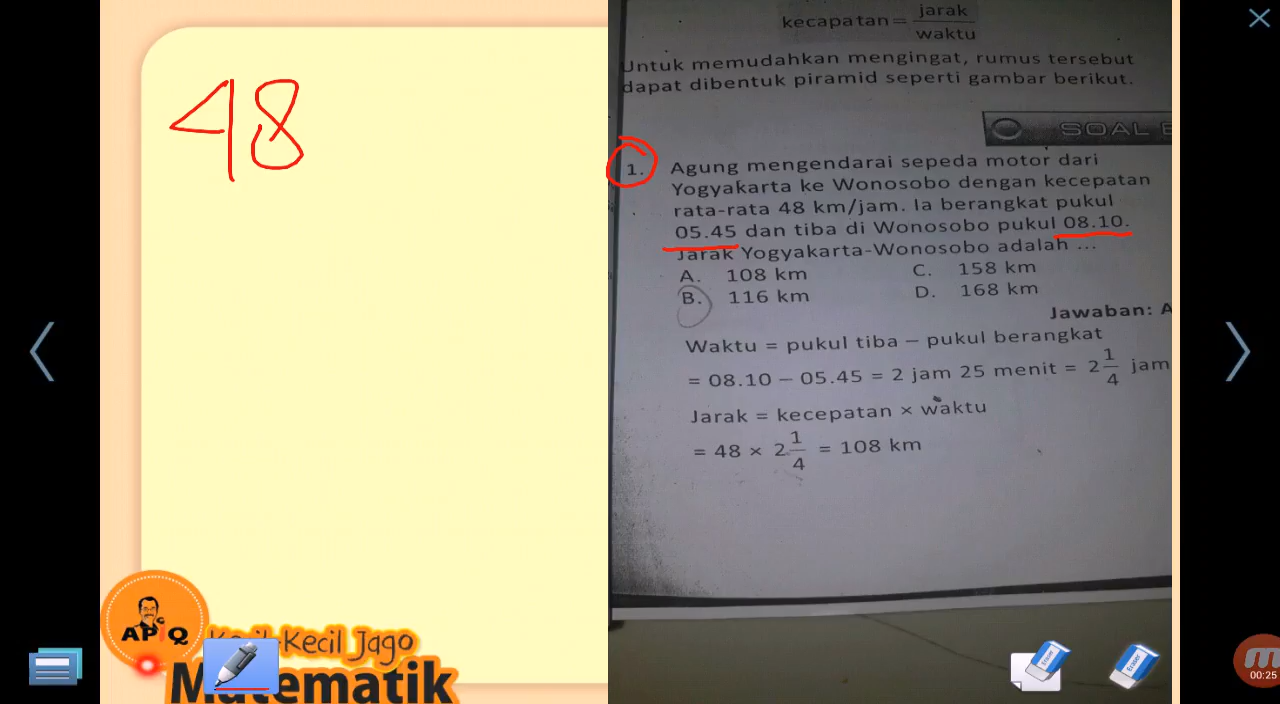 48
kecapatan = jarak / waktu
Untuk memudahkan mengingat, rumus tersebut
dapat dibentuk piramid seperti gambar berikut.
SOAL
1. Agung mengendarai sepeda motor dari
Yogyakarta ke Wonosobo dengan kecepatan
rata-rata 48 km/jam. Ia berangkat pukul
05.45 dan tiba di Wonosobo pukul 08.10.
Jarak Yogyakarta-Wonosobo adalah ...
A. 108 km C. 158 km
B. 116 km D. 168 km
Jawaban: A
Waktu = pukul tiba – pukul berangkat
= 08.10 – 05.45 = 2 jam 25 menit = 2 1/4 jam
Jarak = kecepatan × waktu
= 48 × 2 1/4 = 108 km
APIQ
Kecil-Kecil Jago
Matematik
Eraser
Eraser
00:25